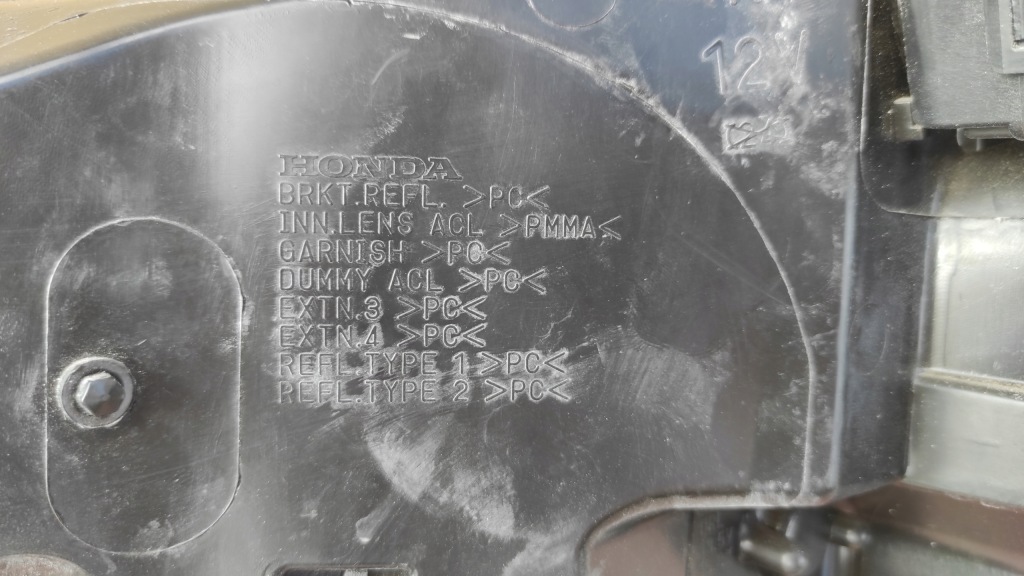 12V
HONDA
BRKT.REFL. >PC<
INN.LENS ACL >PMMA<
GARNISH >PC<
DUMMY ACL >PC<
EXTN.3 >PC<
EXTN.4 >PC<
REFL.TYPE 1 >PC<
REFL.TYPE 2 >PC<